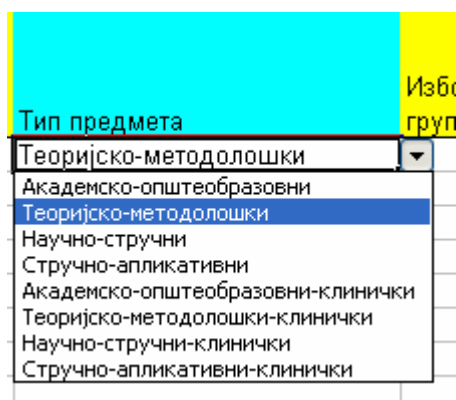 Избо
Тип предмета
груп
Теоријско-методолошки
Академско-општеобразовни
Теоријско-методолошки
Научно-стручни
Стручно-апликативни
Академско-општеобразовни-клинички
Теоријско-методолошки-клинички
Научно-стручни-клинички
Стручно-апликативни-клинички